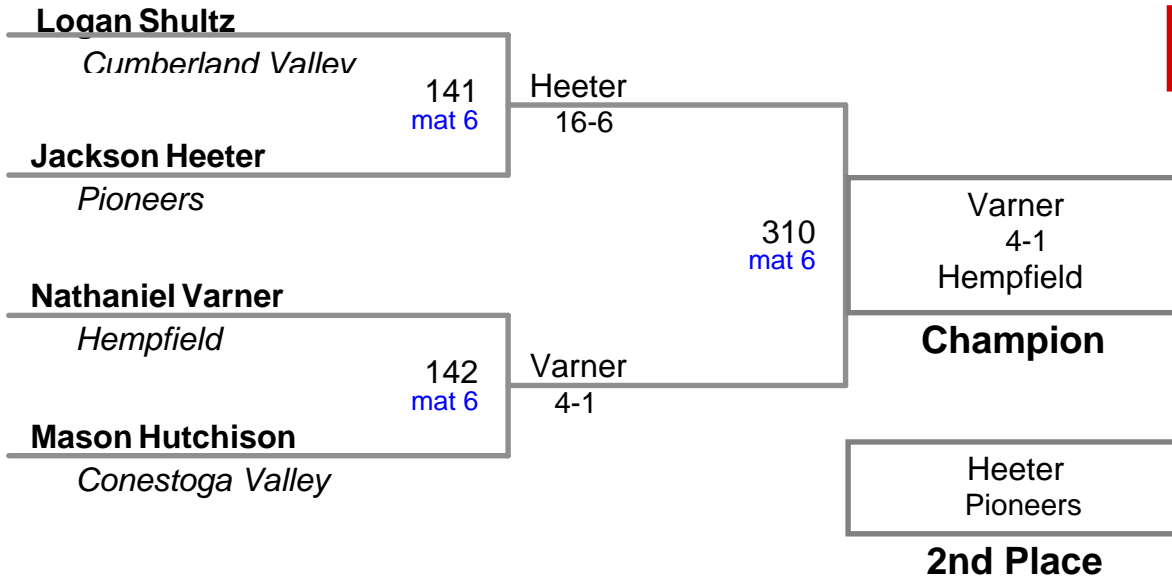 Logan Shultz
Cumberland Valley
141
mat 6
Heeter
16-6
Jackson Heeter
Pioneers
310
mat 6
Varner
4-1
Hempfield
Champion
Nathaniel Varner
Hempfield
142
mat 6
Varner
4-1
Mason Hutchison
Conestoga Valley
Heeter
Pioneers
2nd Place